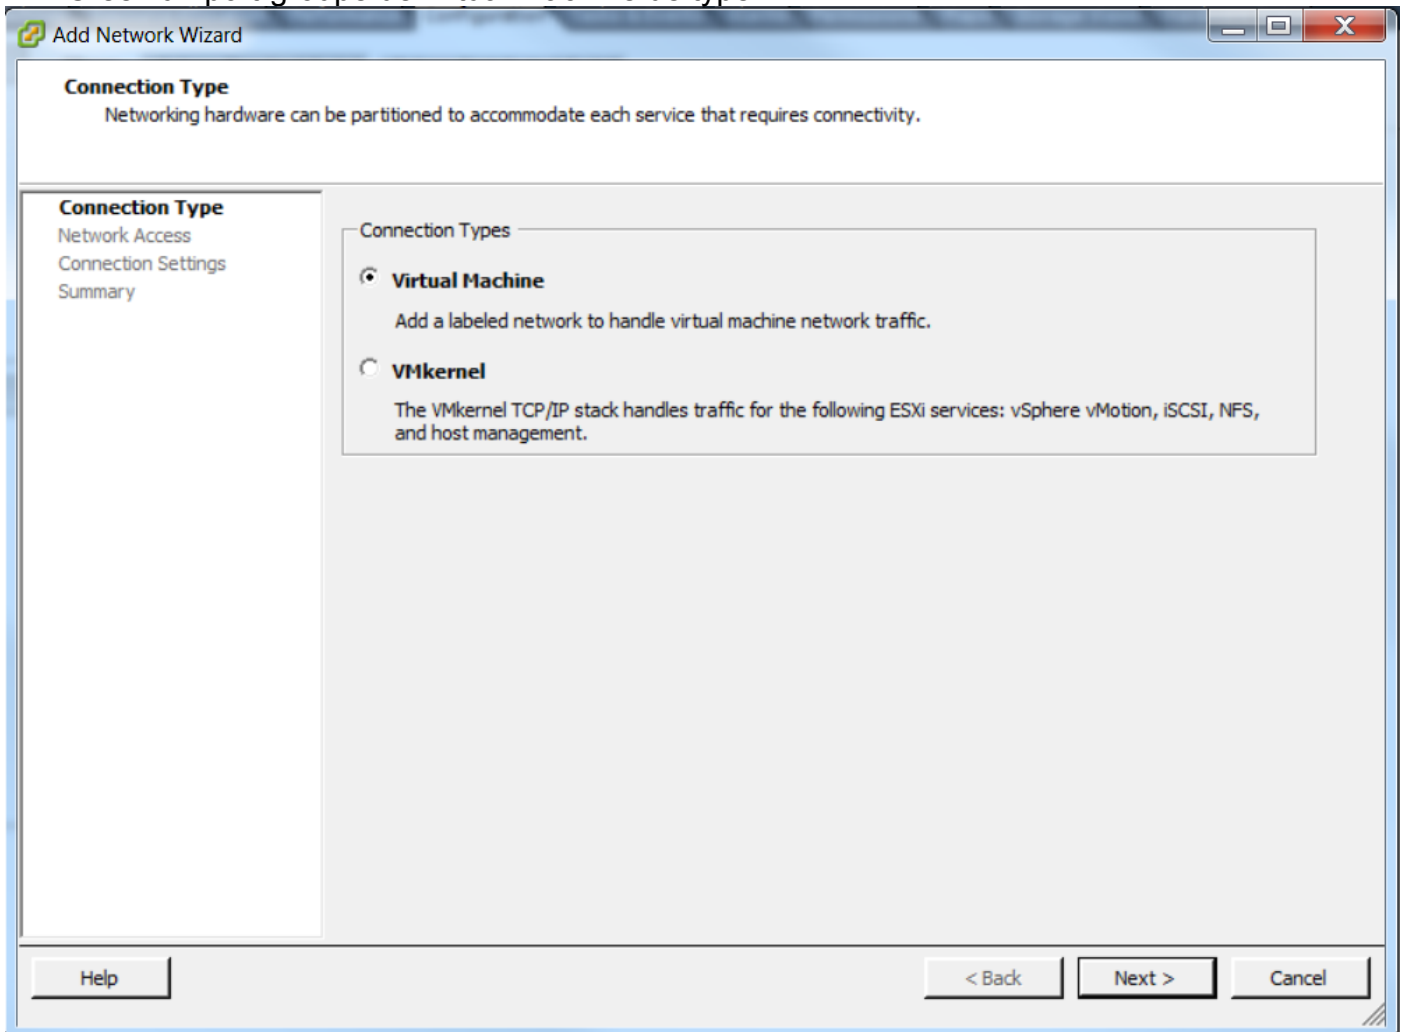 Add Network Wizard
Connection Type
Networking hardware can be partitioned to accommodate each service that requires connectivity.
Connection Type
Network Access
Connection Settings
Summary
Connection Types
Virtual Machine
Add a labeled network to handle virtual machine network traffic.
VMkernel
The VMkernel TCP/IP stack handles traffic for the following ESXi services: vSphere vMotion, iSCSI, NFS,
and host management.
Help
< Back
Next >
Cancel